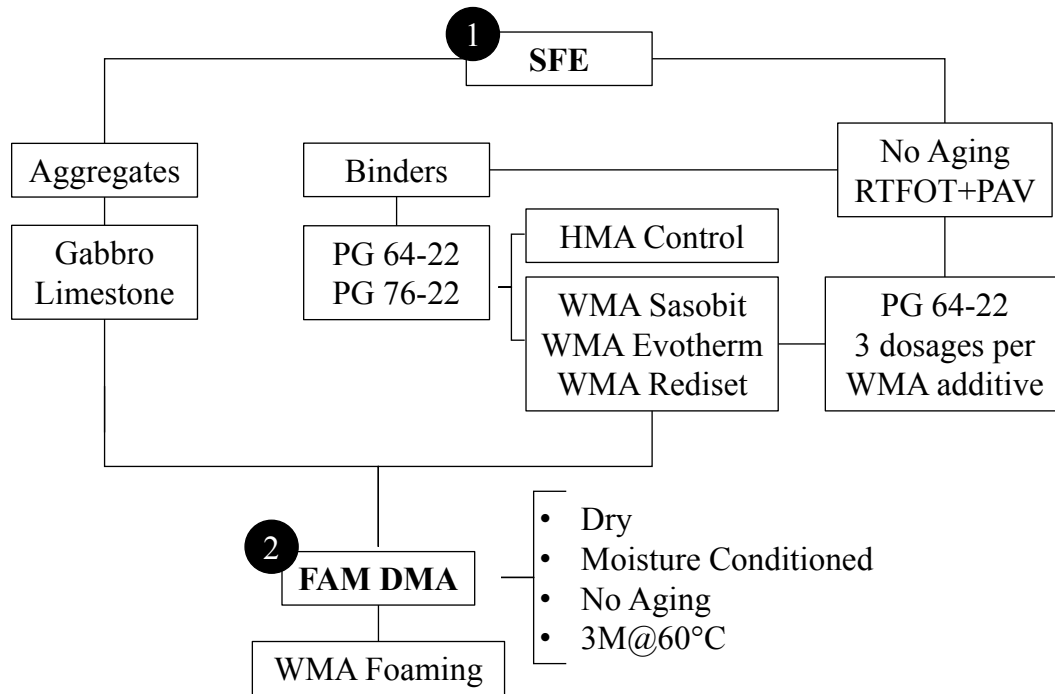 1
SFE
Aggregates
Binders
No Aging
RTFOT+PAV
Gabbro
Limestone
PG 64-22
PG 76-22
HMA Control
WMA Sasobit
WMA Evotherm
WMA Rediset
PG 64-22
3 dosages per
WMA additive
2
FAM DMA
• Dry
• Moisture Conditioned
• No Aging
• 3M@60°C
WMA Foaming